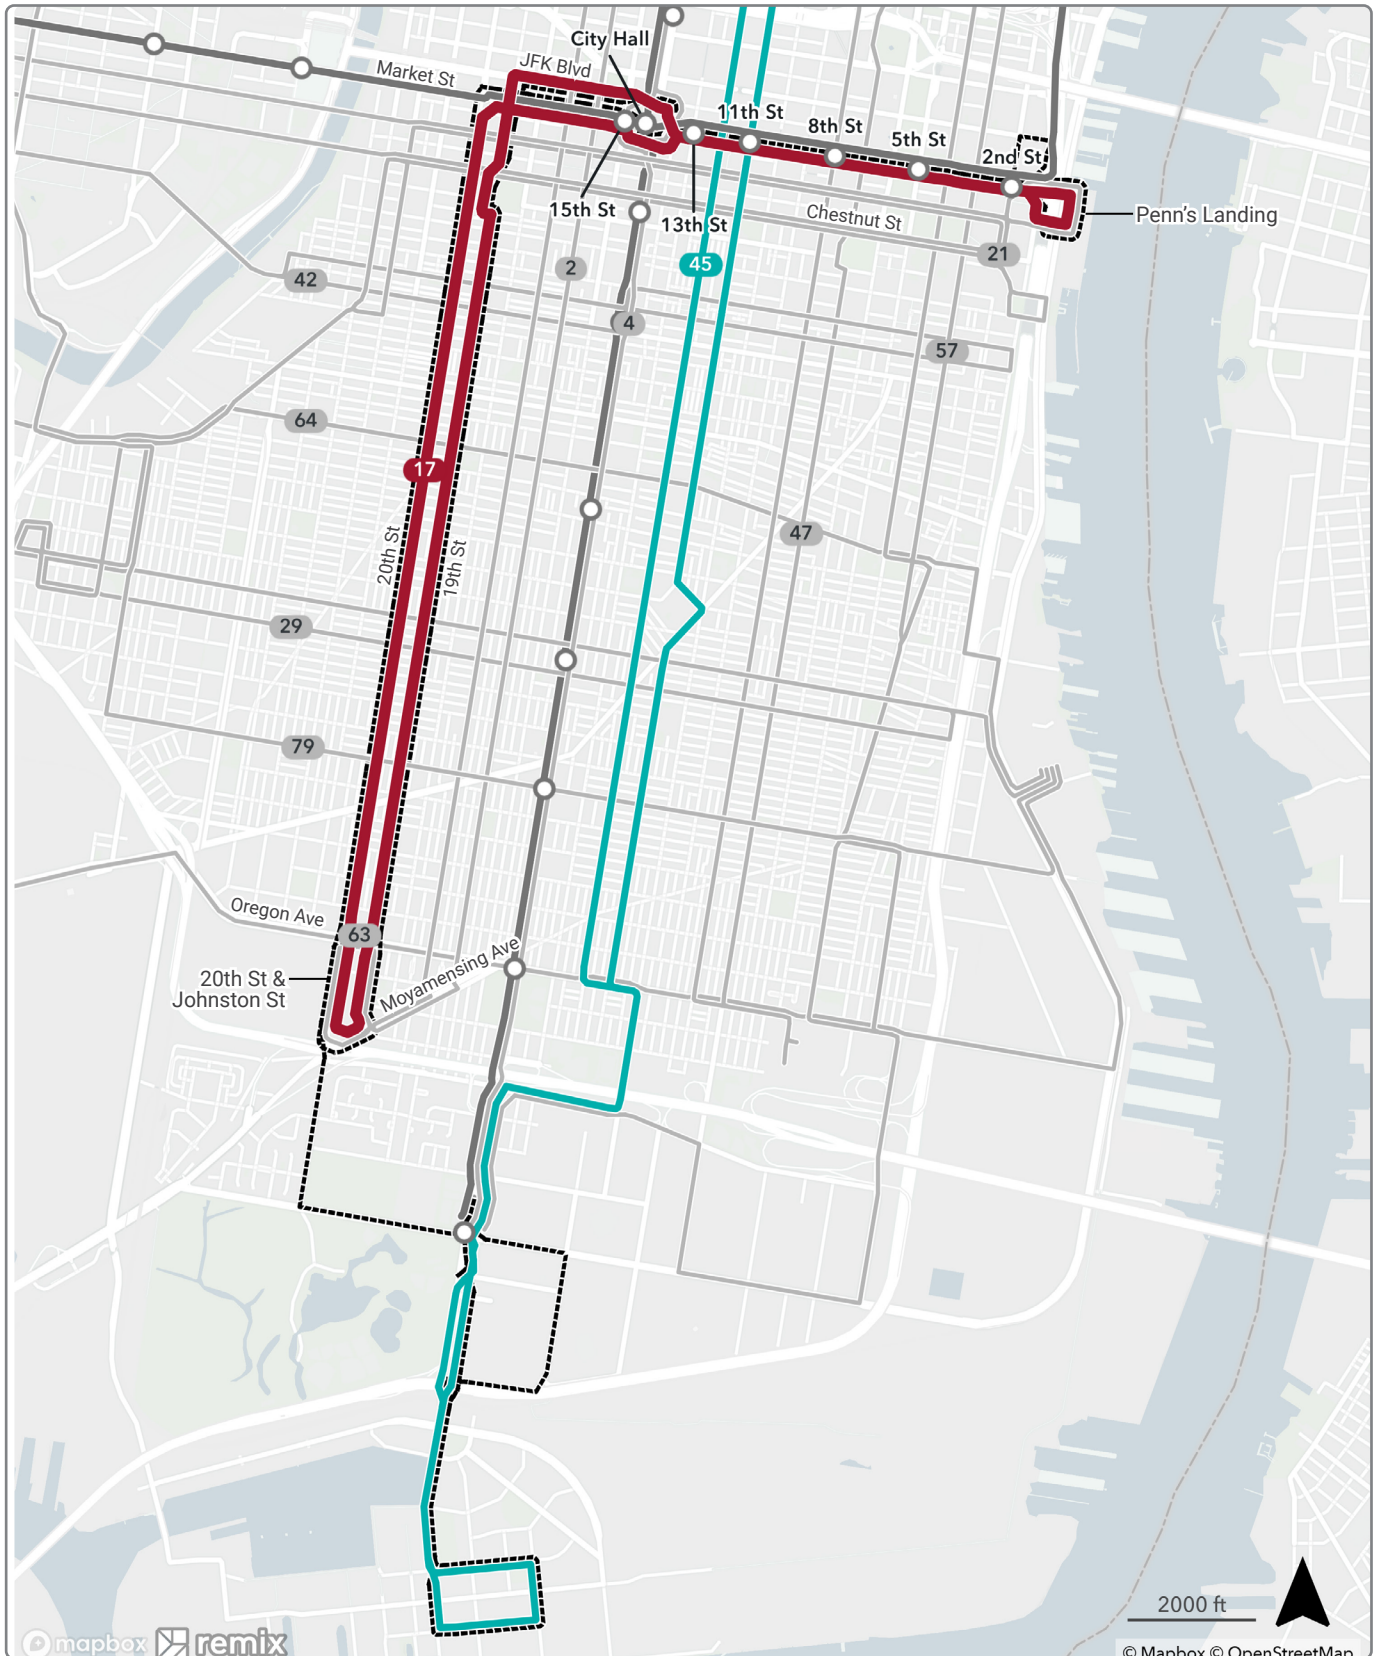 City Hall
JFK Blvd
Market St
11th St
8th St
5th St
2nd St
15th St
13th St
Chestnut St
Penn's Landing
21
2
45
42
4
57
64
17
47
20th St
19th St
29
79
Oregon Ave
63
Moyamensing Ave
20th St &
Johnston St
2000 ft
mapbox remix
© Mapbox © OpenStreetMap